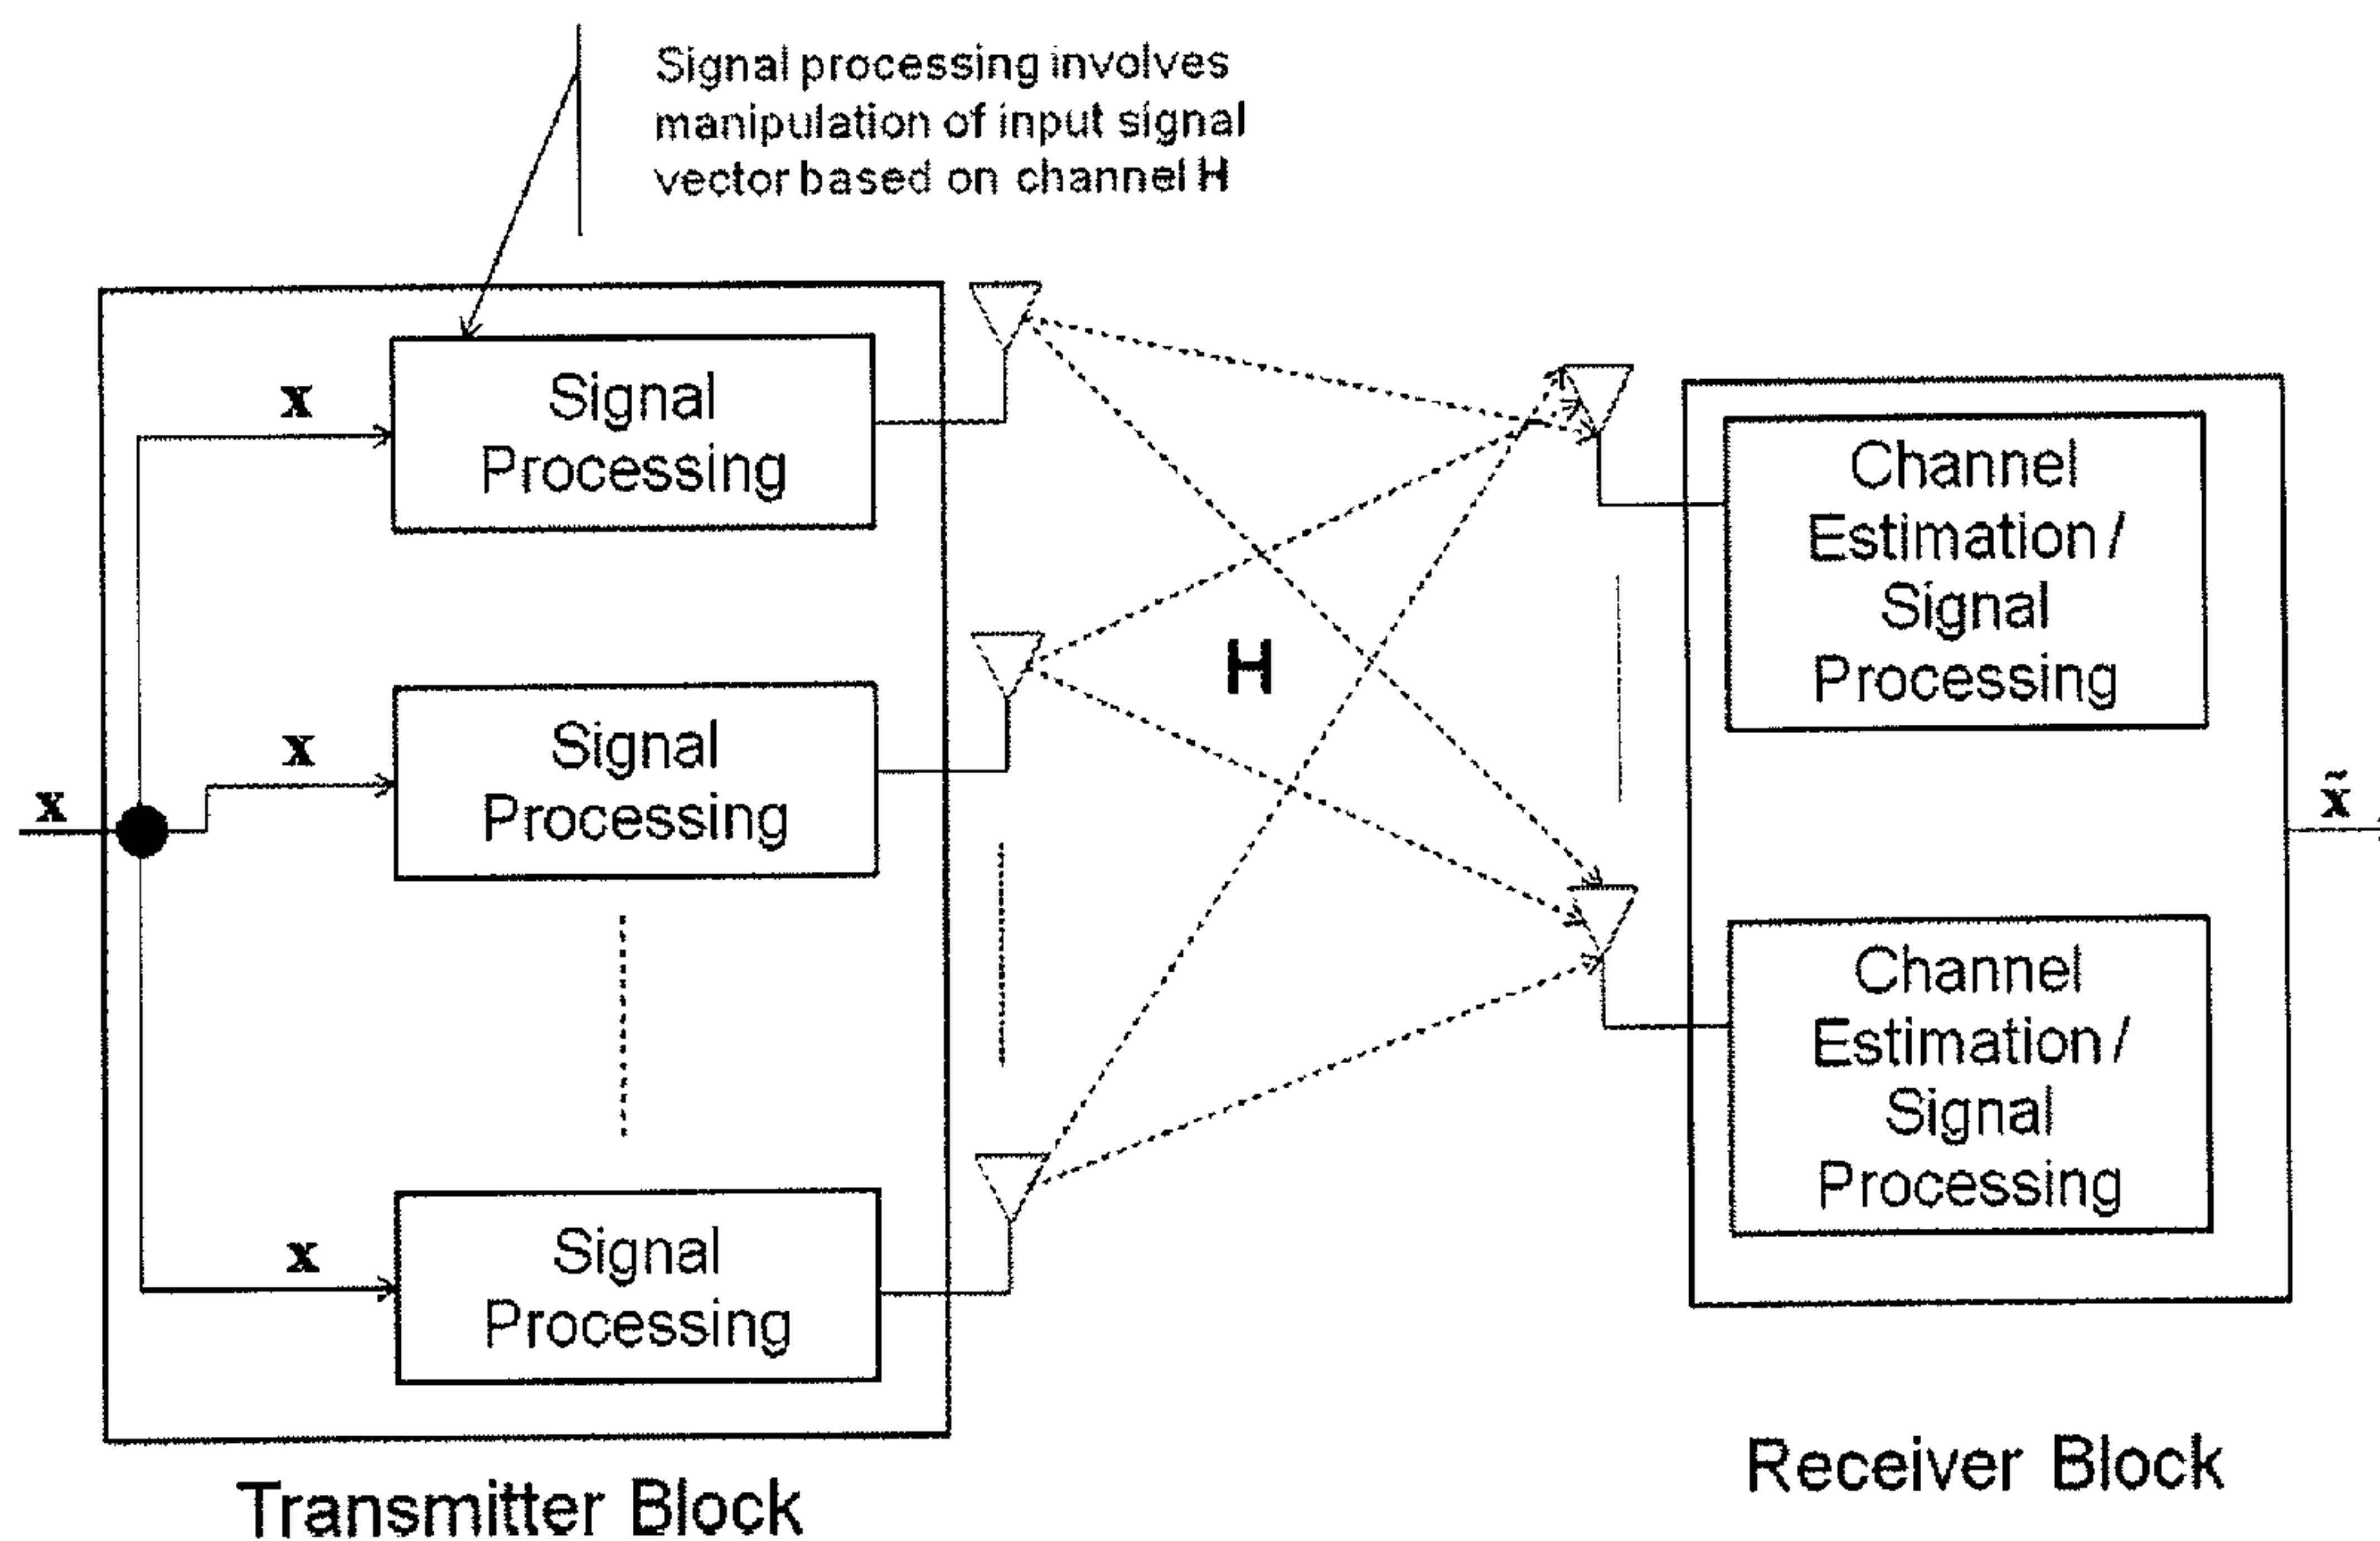 Signal processing involves
manipulation of input signal
vector based on channel H
x
Signal
Processing
x
Signal
Processing
x
x
Signal
Processing
H
Channel
Estimation /
Signal
Processing
Channel
Estimation /
Signal
Processing
x̃
Transmitter Block
Receiver Block